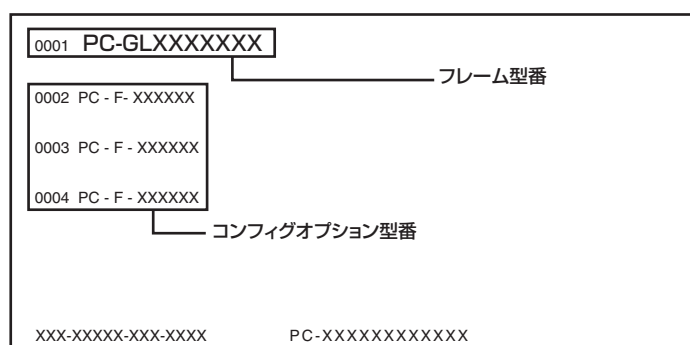 0001 PC-GLXXXXXXX
フレーム型番
0002 PC - F- XXXXXX
0003 PC - F - XXXXXX
0004 PC - F - XXXXXX
コンフィグオプション型番
XXX-XXXXX-XXX-XXXX PC-XXXXXXXXXXXX